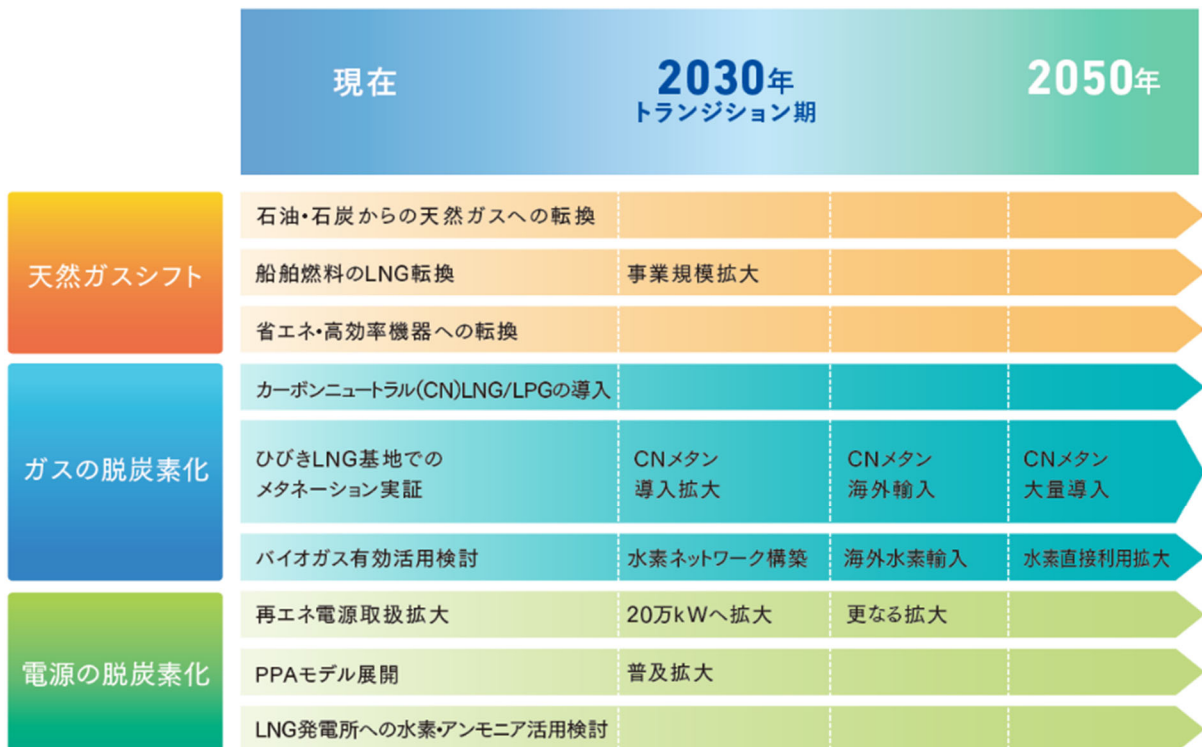 現在
2030年
トランジション期
2050年
天然ガスシフト
石油・石炭からの天然ガスへの転換
船舶燃料のLNG転換
事業規模拡大
省エネ・高効率機器への転換
ガスの脱炭素化
カーボンニュートラル(CN)LNG/LPGの導入
ひびきLNG基地での
メタネーション実証
CNメタン
導入拡大
CNメタン
海外輸入
CNメタン
大量導入
バイオガス有効活用検討
水素ネットワーク構築
海外水素輸入
水素直接利用拡大
電源の脱炭素化
再エネ電源取扱拡大
20万kWへ拡大
更なる拡大
PPAモデル展開
普及拡大
LNG発電所への水素・アンモニア活用検討